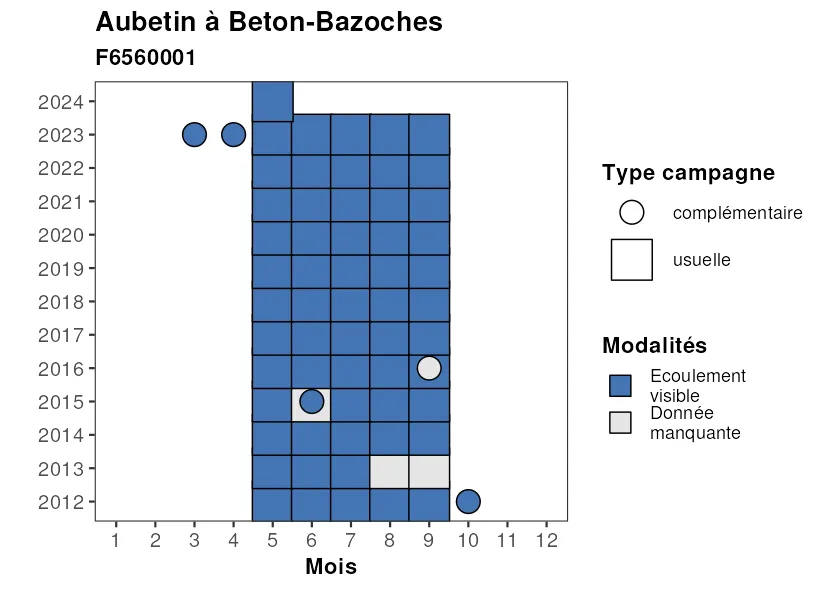 Aubetin à Beton-Bazoches
F6560001
2024
2023
2022
2021
2020
2019
2018
2017
2016
2015
2014
2013
2012
1 2 3 4 5 6 7 8 9 10 11 12
Mois
Type campagne
complémentaire
usuelle
Modalités
Ecoulement
visible
Donnée
manquante